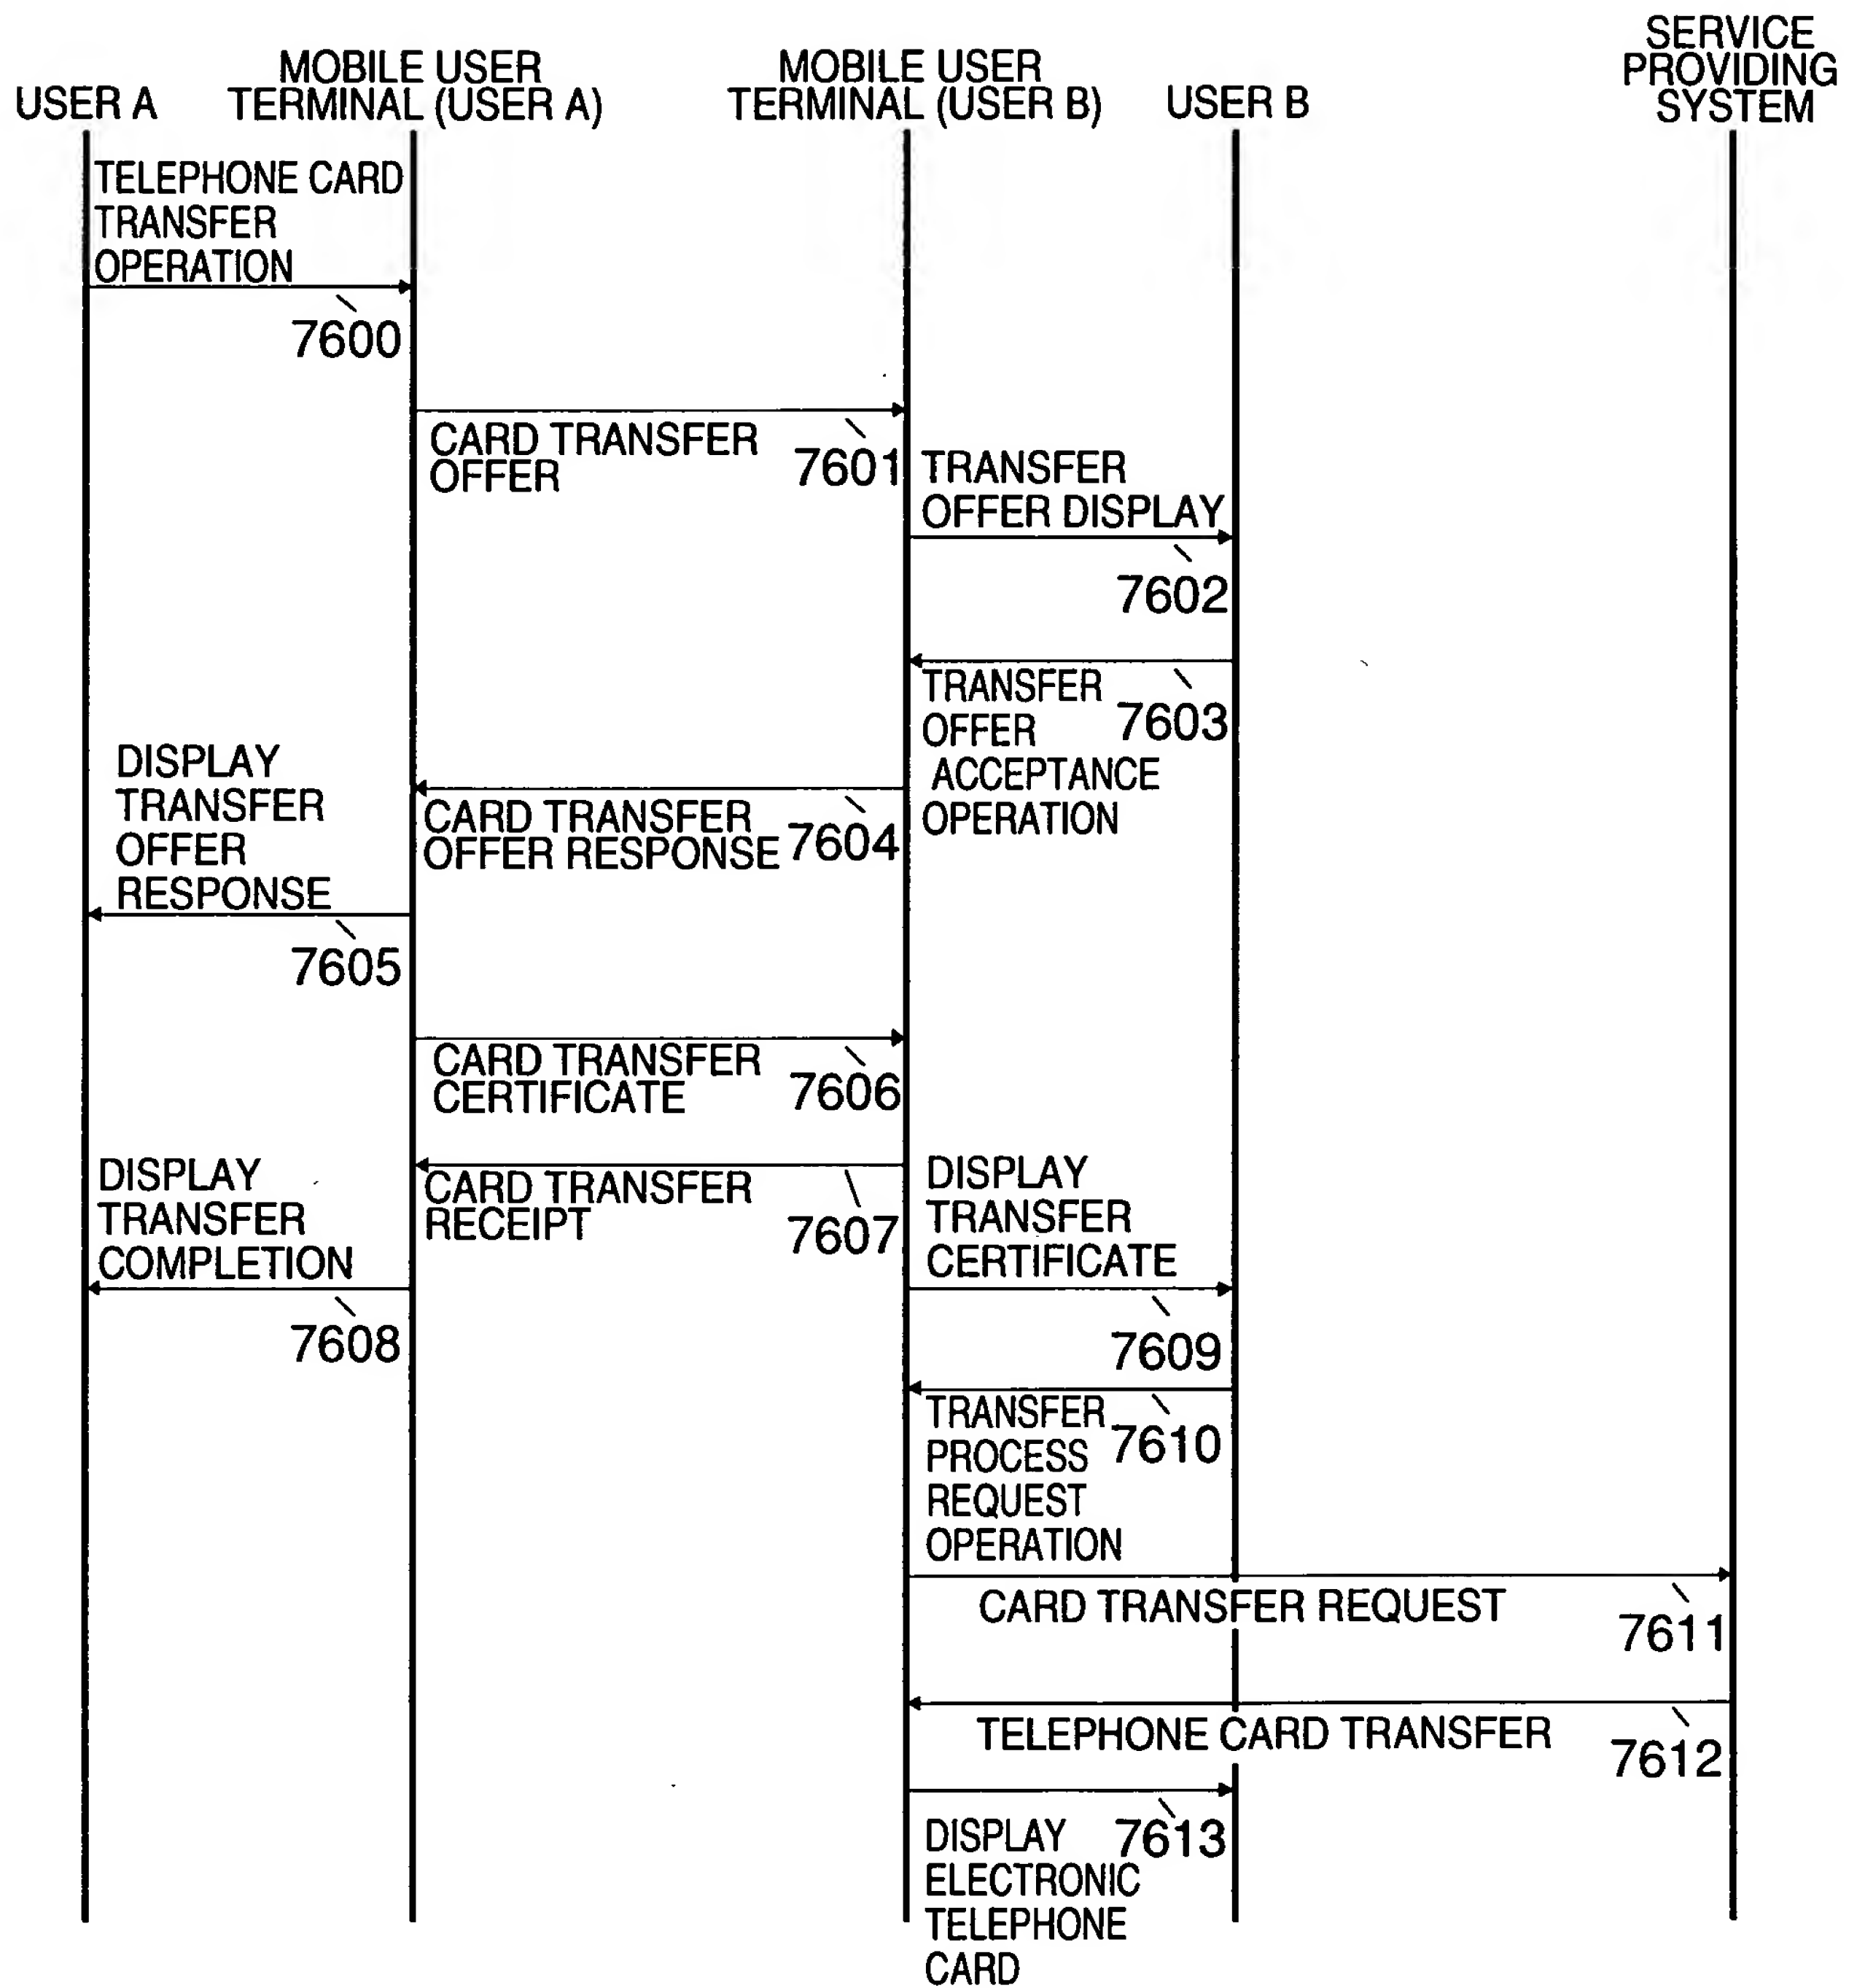 SERVICE
PROVIDING
SYSTEM
MOBILE USER
TERMINAL (USER A)
MOBILE USER
TERMINAL (USER B)
USER A
USER B
TELEPHONE CARD
TRANSFER
OPERATION
7600
CARD TRANSFER
OFFER
7601
TRANSFER
OFFER DISPLAY
7602
TRANSFER
OFFER
ACCEPTANCE
OPERATION
7603
CARD TRANSFER
OFFER RESPONSE
7604
DISPLAY
TRANSFER
OFFER
RESPONSE
7605
CARD TRANSFER
CERTIFICATE
7606
CARD TRANSFER
RECEIPT
7607
DISPLAY
TRANSFER
COMPLETION
7608
DISPLAY
TRANSFER
CERTIFICATE
7609
TRANSFER
PROCESS
REQUEST
OPERATION
7610
CARD TRANSFER REQUEST
7611
TELEPHONE CARD TRANSFER
7612
DISPLAY
ELECTRONIC
TELEPHONE
CARD
7613